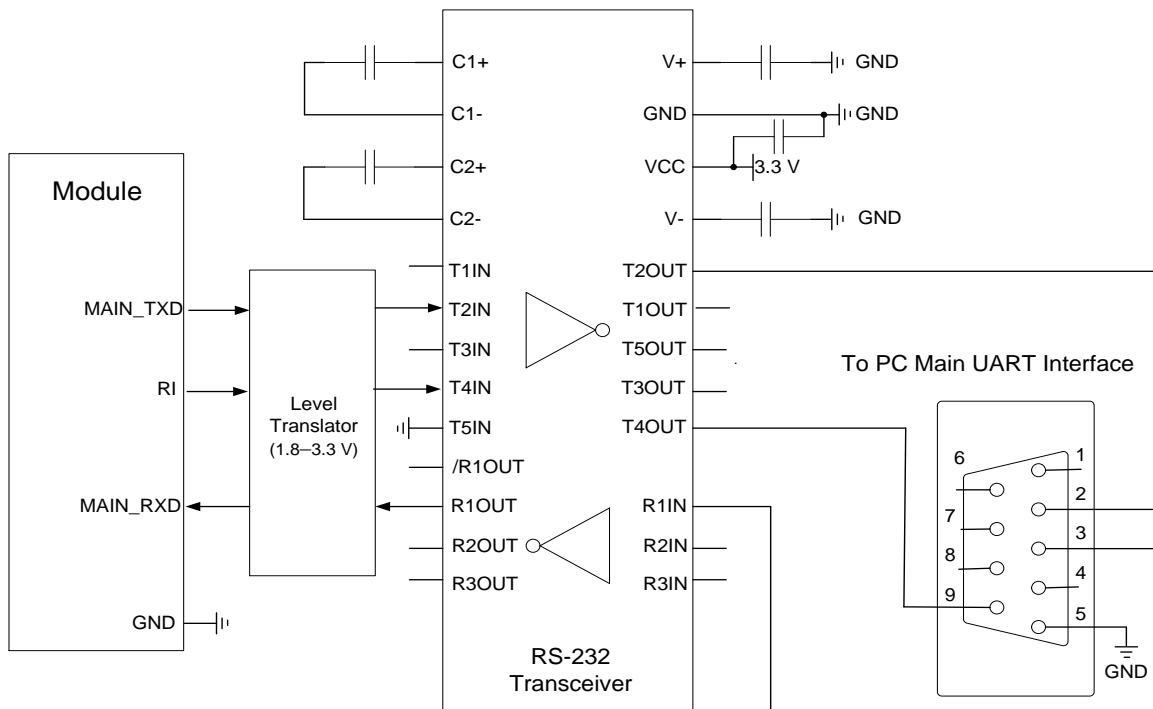 Module
MAIN_TXD
RI
MAIN_RXD
GND
Level
Translator
(1.8–3.3 V)
C1+
C1-
C2+
C2-
T1IN
T2IN
T3IN
T4IN
T5IN
/R1OUT
R1OUT
R2OUT
R3OUT
V+
GND
VCC
V-
T2OUT
T1OUT
T5OUT
T3OUT
T4OUT
R1IN
R2IN
R3IN
RS-232
Transceiver
GND
GND
3.3 V
GND
To PC Main UART Interface
6
7
8
9
1
2
3
4
5
GND